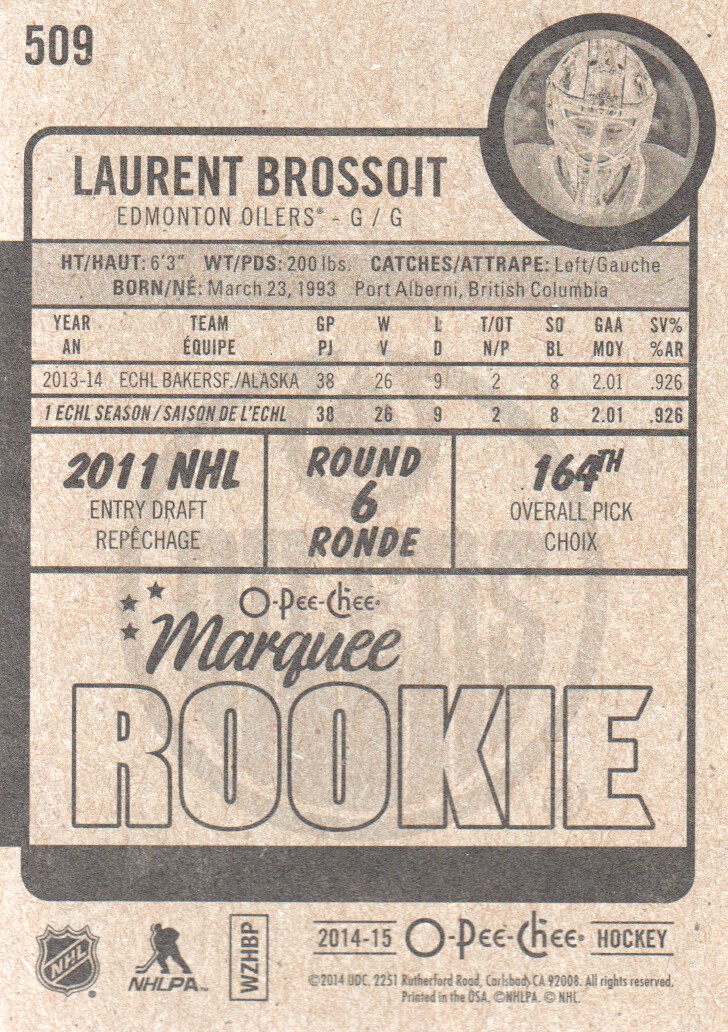 509
LAURENT BROSSOIT
EDMONTON OILERS® - G / G
HT/HAUT: 6'3" WT/PDS: 200 lbs. CATCHES/ATTRAPE: Left/Gauche
BORN/NÉ: March 23, 1993 Port Alberni, British Columbia
YEAR TEAM GP W L T/OT SO GAA SV%
AN ÉQUIPE PJ V D N/P BL MOY %AR
2013-14 ECHL BAKERSF./ALASKA 38 26 9 2 8 2.01 .926
1 ECHL SEASON / SAISON DE L'ECHL 38 26 9 2 8 2.01 .926
2011 NHL
ENTRY DRAFT
REPÊCHAGE
ROUND
6
RONDE
164TH
OVERALL PICK
CHOIX
O-Pee-Chee®
Marquee
ROOKIE
NHL®
NHLPA™
WZHBP
2014-15 O-Pee-Chee® HOCKEY
©2014 UDC. 2251 Rutherford Road, Carlsbad, CA 92008. All rights reserved.
Printed in the USA. ©NHLPA. © NHL.